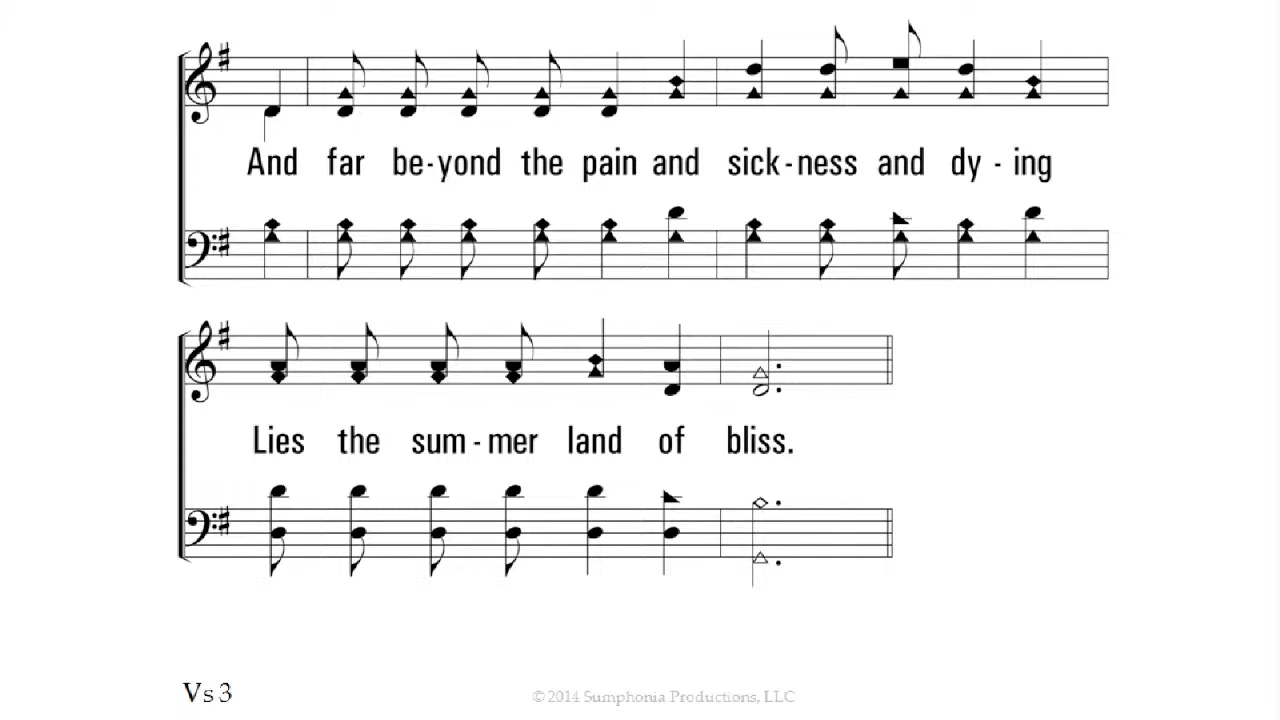 And far be-yond the pain and sick-ness and dy - ing
Lies the sum-mer land of bliss.
Vs 3
©2014 Sumphonia Productions, LLC